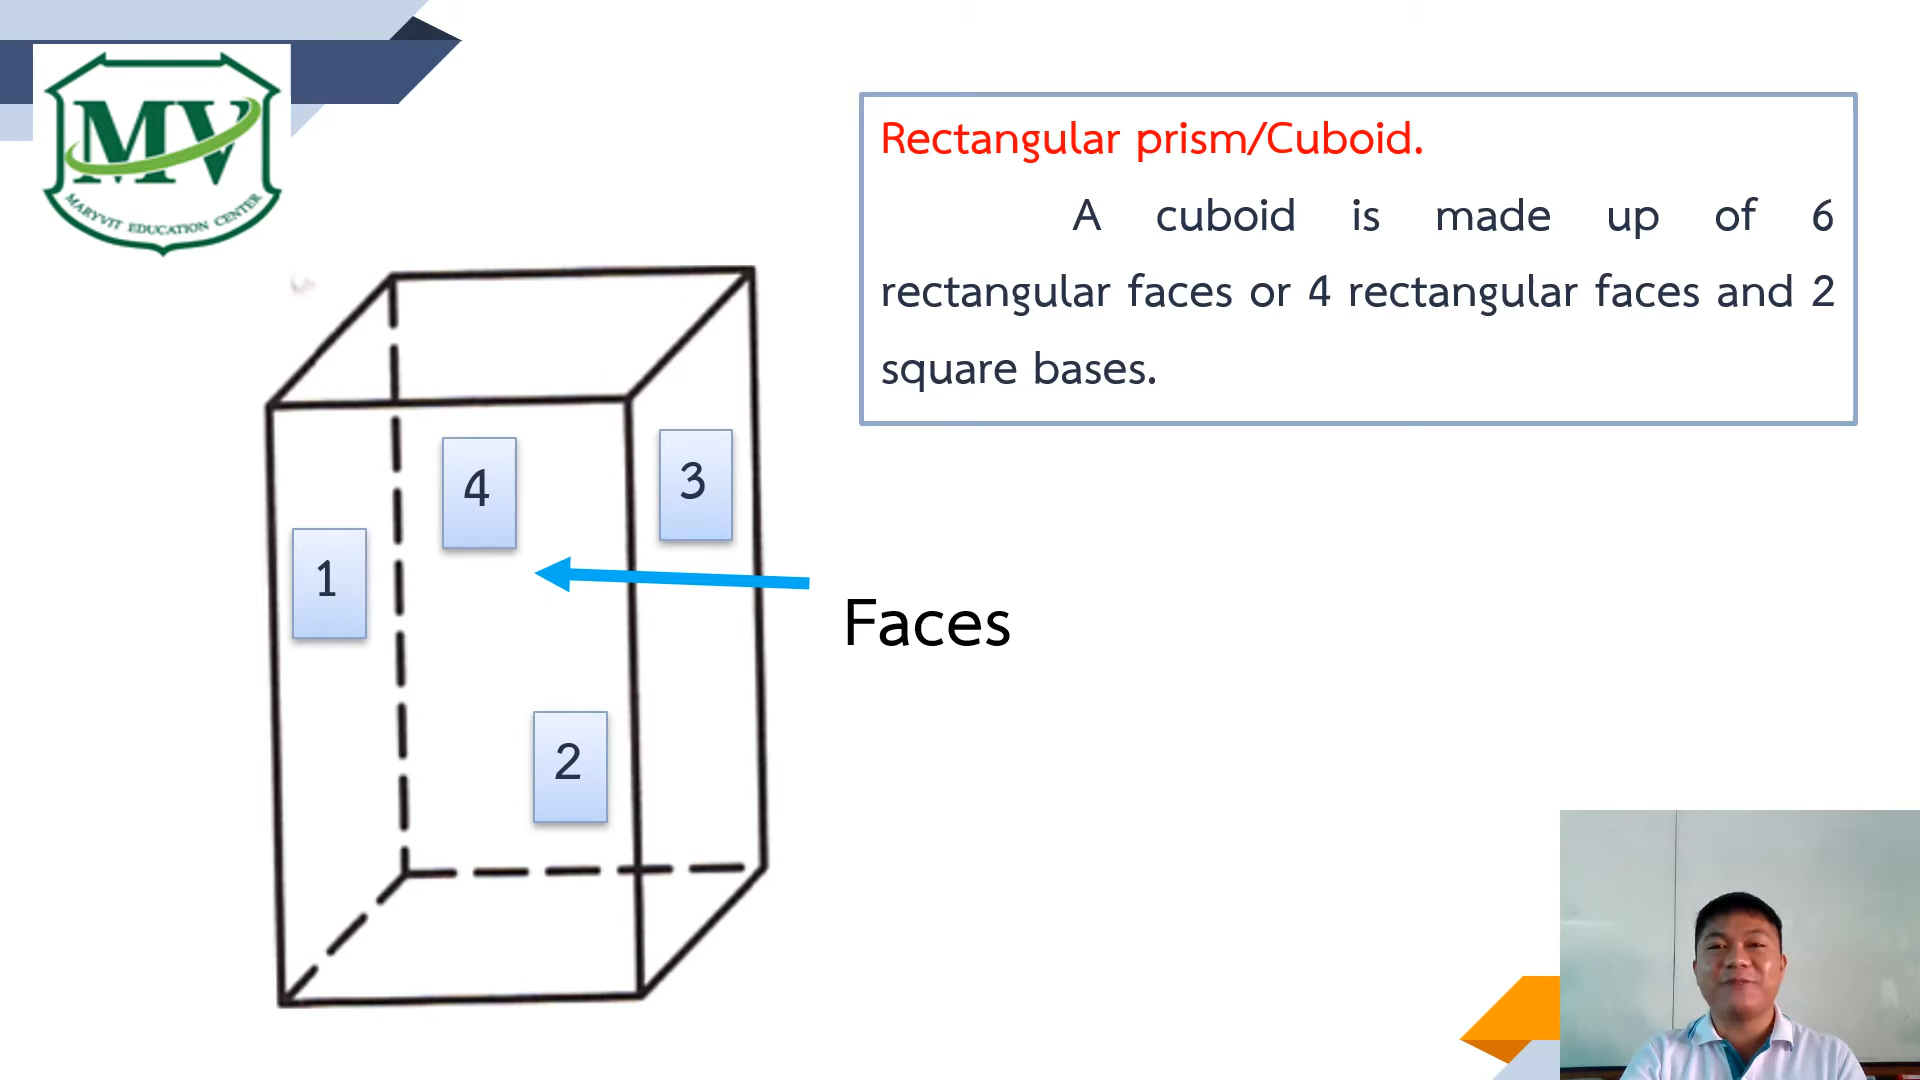 MV
MARYVIT EDUCATION CENTER
Rectangular prism/Cuboid.
A cuboid is made up of 6
rectangular faces or 4 rectangular faces and 2
square bases.
4
3
1
Faces
2